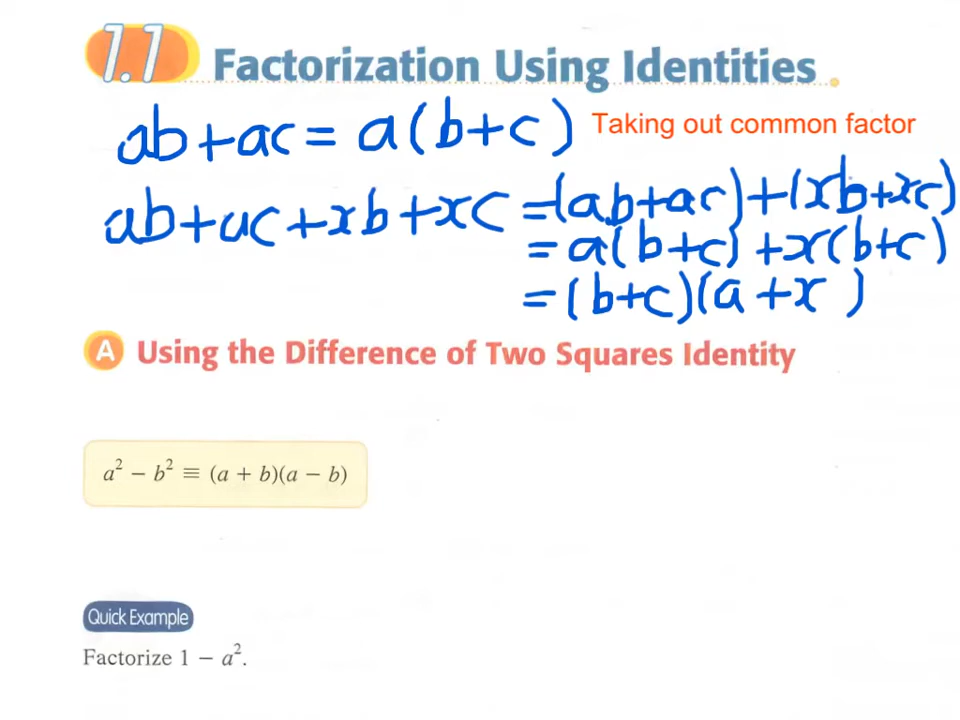 7.7 Factorization Using Identities
ab+ac = a(b+c) Taking out common factor
ab+ac+xb+xc =(ab+ac)+(xb+xc)
= a(b+c) +x(b+c)
= (b+c)(a+x)
A Using the Difference of Two Squares Identity
a² − b² ≡ (a + b)(a − b)
Quick Example
Factorize 1 − a².